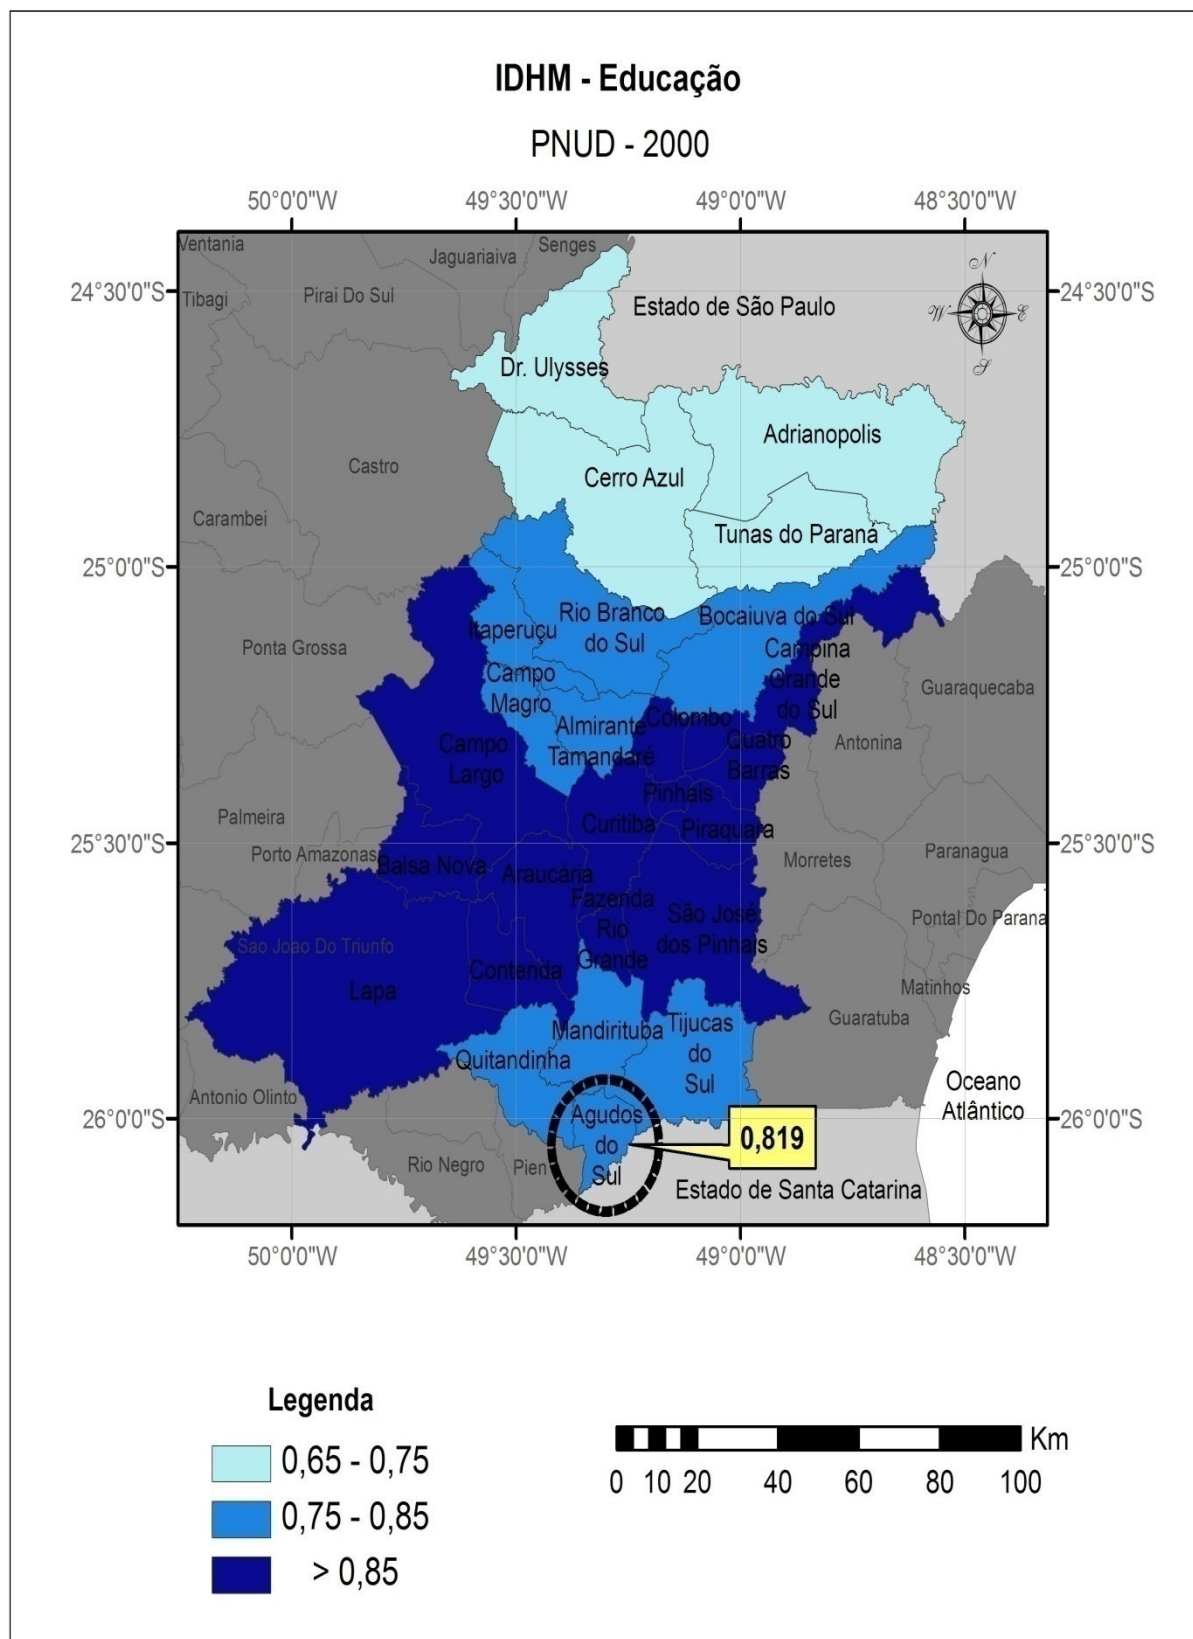 IDHM - Educação
PNUD - 2000
50°0'0"W
49°30'0"W
49°0'0"W
48°30'0"W
Ventania
Senges
Jaguariaiva
Tibagi
Pirai Do Sul
24°30'0"S
24°30'0"S
Estado de São Paulo
N
W
E
S
Dr. Ulysses
Adrianopolis
Castro
Cerro Azul
Carambei
Tunas do Paraná
25°0'0"S
25°0'0"S
Rio Branco
do Sul
Bocaiuva do Sul
Itaperuçu
Ponta Grossa
Campina
Grande
do Sul
Guaraquecaba
Campo
Magro
Colombo
Almirante
Tamandaré
Campo
Largo
Quatro
Barras
Antonina
Pinhais
Palmeira
Curitiba
Piraquara
25°30'0"S
25°30'0"S
Porto Amazonas
Balsa Nova
Araucária
Morretes
Paranagua
Fazenda
Rio
Grande
São José
dos Pinhais
Pontal Do Parana
Sao Joao Do Triunfo
Contenda
Lapa
Matinhos
Guaratuba
Mandirituba
Tijucas
do
Sul
Quitandinha
Antonio Olinto
Oceano
Atlântico
26°0'0"S
26°0'0"S
Agudos
do
Sul
0,819
Rio Negro
Pien
Estado de Santa Catarina
50°0'0"W
49°30'0"W
49°0'0"W
48°30'0"W
Legenda
0,65 - 0,75
0,75 - 0,85
> 0,85
Km
0 10 20 40 60 80 100